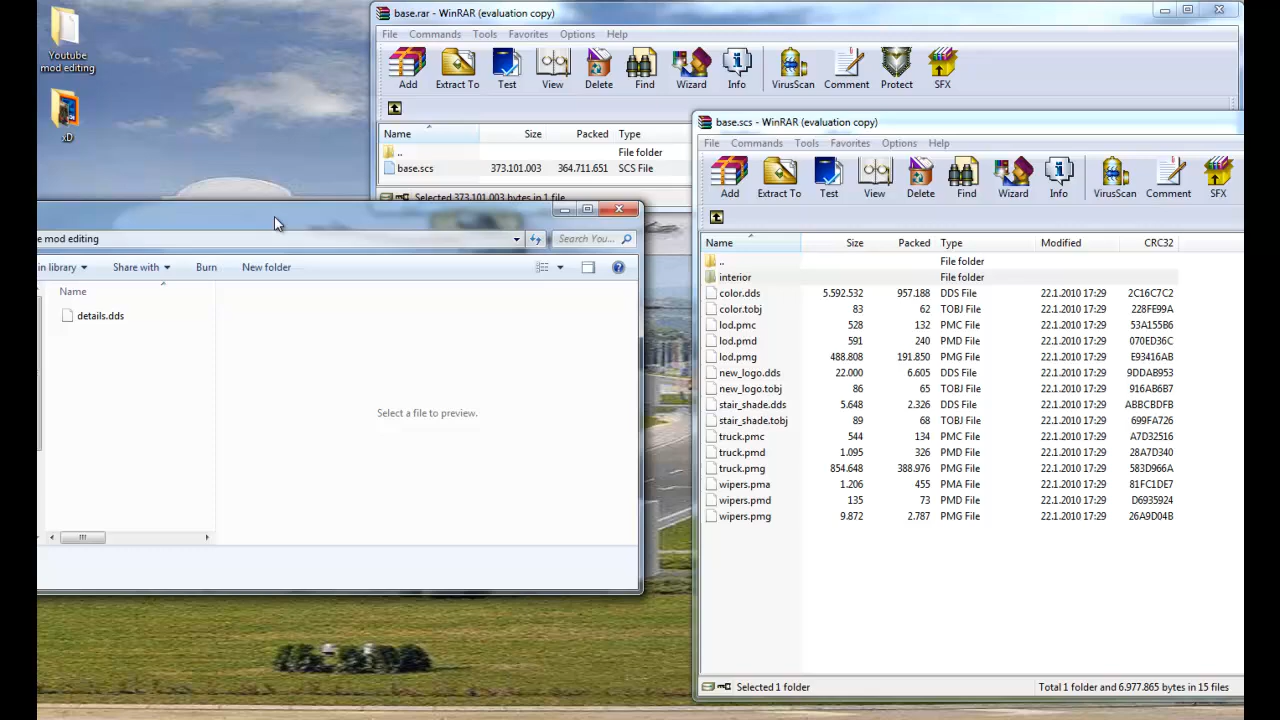 Youtube
mod editing
xD
base.rar - WinRAR (evaluation copy)
File Commands Tools Favorites Options Help
Add Extract To Test View Delete Find Wizard Info VirusScan Comment Protect SFX
Name Size Packed Type
.. File folder
base.scs 373.101.003 364.711.651 SCS File
Selected 373.101.003 bytes in 1 file
e mod editing
Search You...
in library Share with Burn New folder
Name
details.dds
Select a file to preview.
base.scs - WinRAR (evaluation copy)
File Commands Tools Favorites Options Help
Add Extract To Test View Delete Find Wizard Info VirusScan Comment SFX
Name Size Packed Type Modified CRC32
.. File folder
interior File folder
color.dds 5.592.532 957.188 DDS File 22.1.2010 17:29 2C16C7C2
color.tobj 83 62 TOBJ File 22.1.2010 17:29 228FE99A
lod.pmc 528 132 PMC File 22.1.2010 17:29 53A155B6
lod.pmd 591 240 PMD File 22.1.2010 17:29 070ED36C
lod.pmg 488.808 191.850 PMG File 22.1.2010 17:29 E93416AB
new_logo.dds 22.000 6.605 DDS File 22.1.2010 17:29 9DDAB953
new_logo.tobj 86 65 TOBJ File 22.1.2010 17:29 916AB6B7
stair_shade.dds 5.648 2.326 DDS File 22.1.2010 17:29 ABBCBDFB
stair_shade.tobj 89 68 TOBJ File 22.1.2010 17:29 699FA726
truck.pmc 544 134 PMC File 22.1.2010 17:29 A7D32516
truck.pmd 1.095 326 PMD File 22.1.2010 17:29 28A7D340
truck.pmg 854.648 388.976 PMG File 22.1.2010 17:29 583D966A
wipers.pma 1.206 455 PMA File 22.1.2010 17:29 81FC1DE7
wipers.pmd 135 73 PMD File 22.1.2010 17:29 D6935924
wipers.pmg 9.872 2.787 PMG File 22.1.2010 17:29 26A9D04B
Selected 1 folder
Total 1 folder and 6.977.865 bytes in 15 files